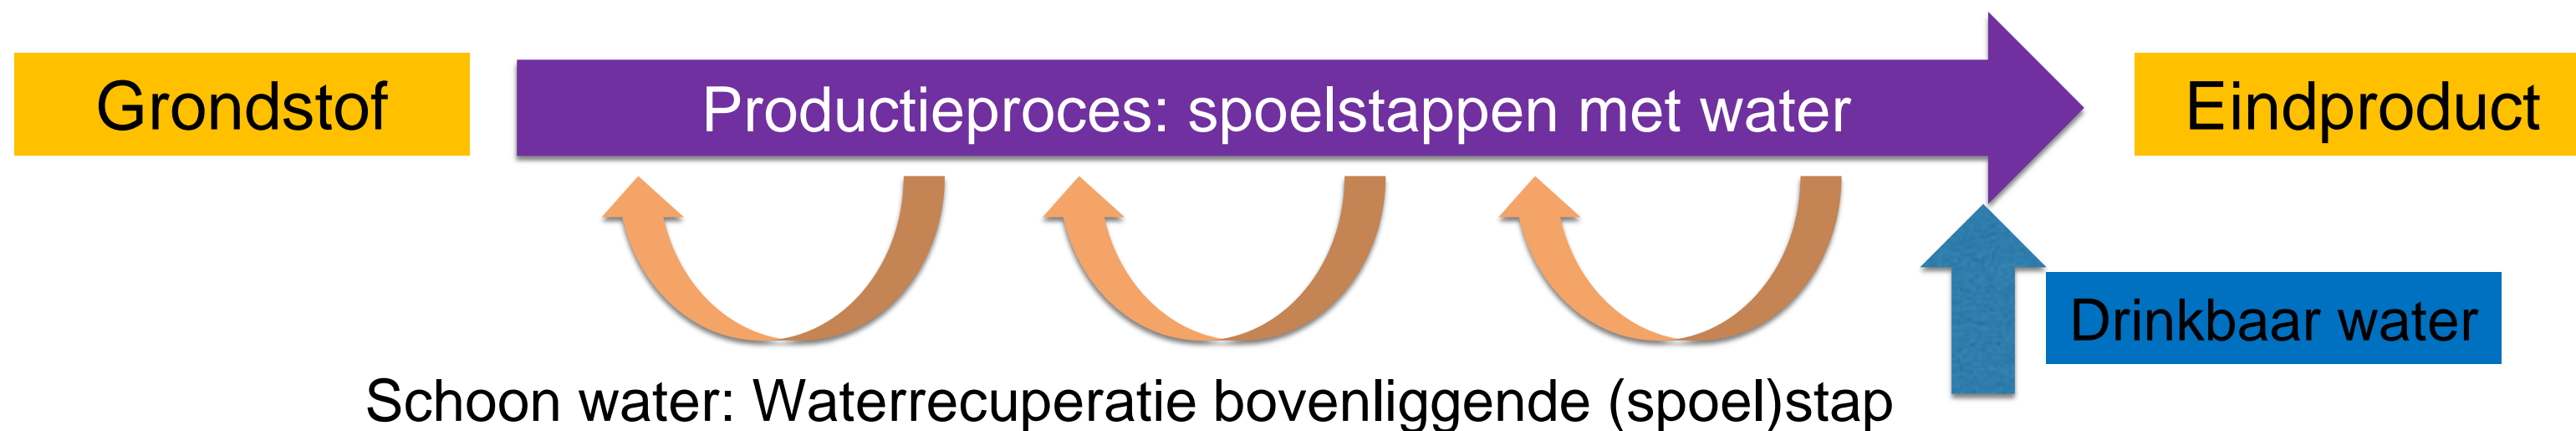 Grondstof
Productieproces: spoelstappen met water
Eindproduct
Drinkbaar water
Schoon water: Waterrecuperatie bovenliggende (spoel)stap